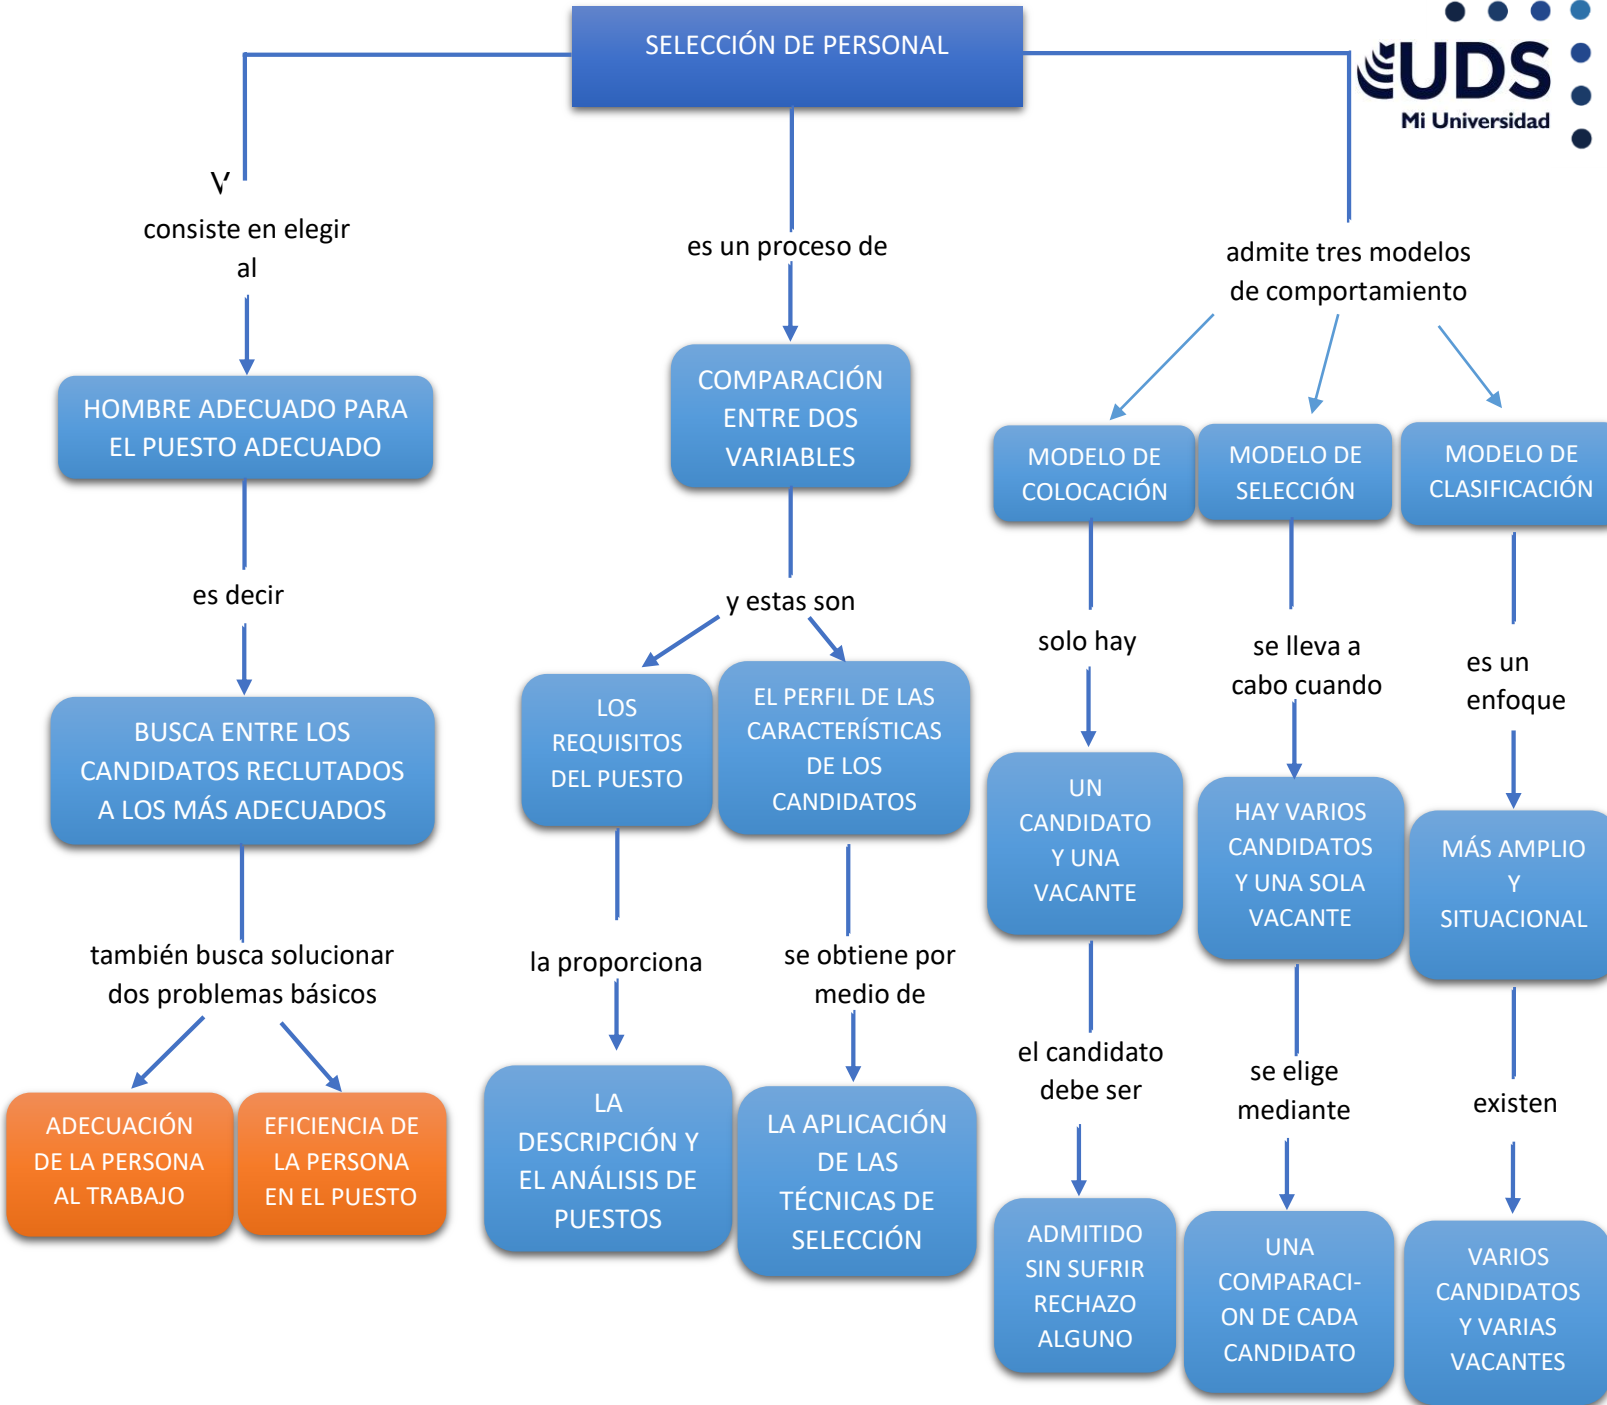 SELECCIÓN DE PERSONAL
UDS
Mi Universidad
consiste en elegir
al
HOMBRE ADECUADO PARA
EL PUESTO ADECUADO
es decir
BUSCA ENTRE LOS
CANDIDATOS RECLUTADOS
A LOS MÁS ADECUADOS
también busca solucionar
dos problemas básicos
ADECUACIÓN
DE LA PERSONA
AL TRABAJO
EFICIENCIA DE
LA PERSONA
EN EL PUESTO
es un proceso de
COMPARACIÓN
ENTRE DOS
VARIABLES
y estas son
LOS
REQUISITOS
DEL PUESTO
la proporciona
LA
DESCRIPCIÓN Y
EL ANÁLISIS DE
PUESTOS
EL PERFIL DE LAS
CARACTERÍSTICAS
DE LOS
CANDIDATOS
se obtiene por
medio de
LA APLICACIÓN
DE LAS
TÉCNICAS DE
SELECCIÓN
admite tres modelos
de comportamiento
MODELO DE
COLOCACIÓN
solo hay
UN
CANDIDATO
Y UNA
VACANTE
el candidato
debe ser
ADMITIDO
SIN SUFRIR
RECHAZO
ALGUNO
MODELO DE
SELECCIÓN
se lleva a
cabo cuando
HAY VARIOS
CANDIDATOS
Y UNA SOLA
VACANTE
se elige
mediante
UNA
COMPARACI-
ON DE CADA
CANDIDATO
MODELO DE
CLASIFICACIÓN
es un
enfoque
MÁS AMPLIO
Y
SITUACIONAL
existen
VARIOS
CANDIDATOS
Y VARIAS
VACANTES